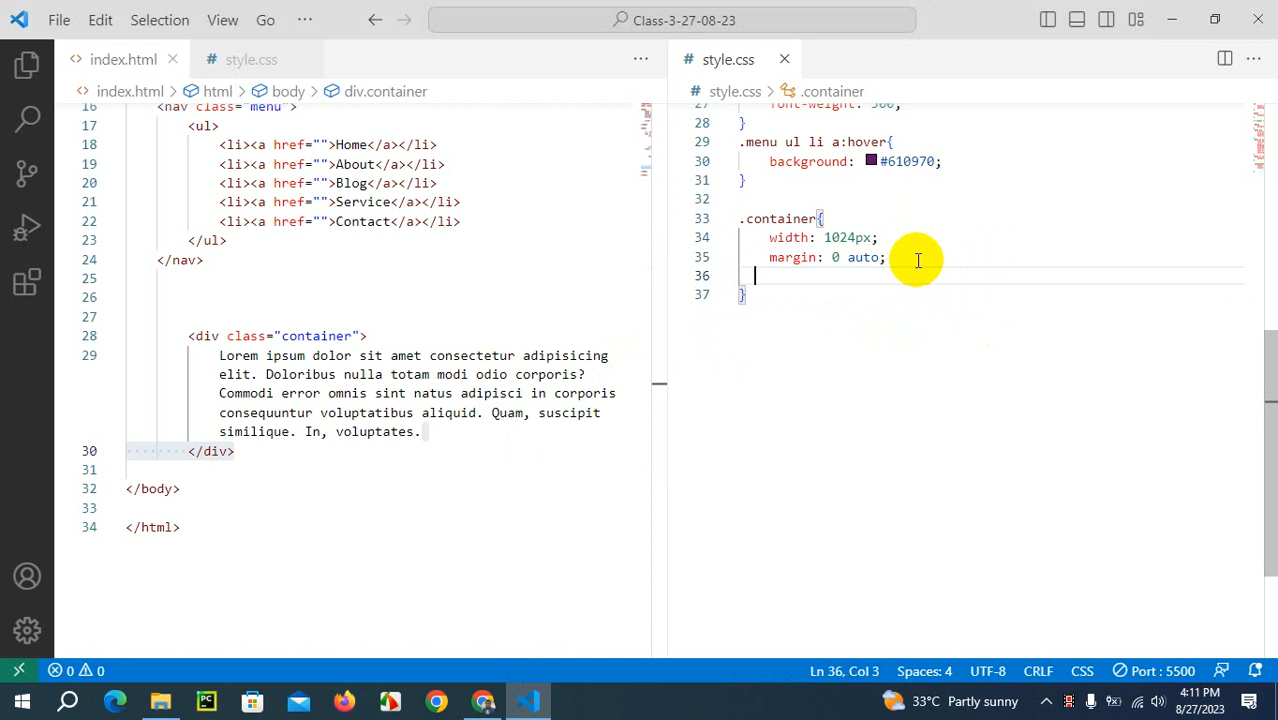 File Edit Selection View Go ··· Class-3-27-08-23
index.html style.css ···
style.css ···
index.html > html > body > div.container
style.css > .container
16 <nav class="menu">
17 <ul>
18 <li><a href="">Home</a></li>
19 <li><a href="">About</a></li>
20 <li><a href="">Blog</a></li>
21 <li><a href="">Service</a></li>
22 <li><a href="">Contact</a></li>
23 </ul>
24 </nav>
25
26
27
28 <div class="container">
29 Lorem ipsum dolor sit amet consectetur adipisicing
elit. Doloribus nulla totam modi odio corporis?
Commodi error omnis sint natus adipisci in corporis
consequuntur voluptatibus aliquid. Quam, suscipit
similique. In, voluptates.
30 </div>
31
32 </body>
33
34 </html>
27 font-weight: 500;
28 }
29 .menu ul li a:hover{
30 background: #610970;
31 }
32
33 .container{
34 width: 1024px;
35 margin: 0 auto;
36
37 }
0 0 Ln 36, Col 3 Spaces: 4 UTF-8 CRLF CSS Port : 5500
PC 33°C Partly sunny 4:11 PM
8/27/2023